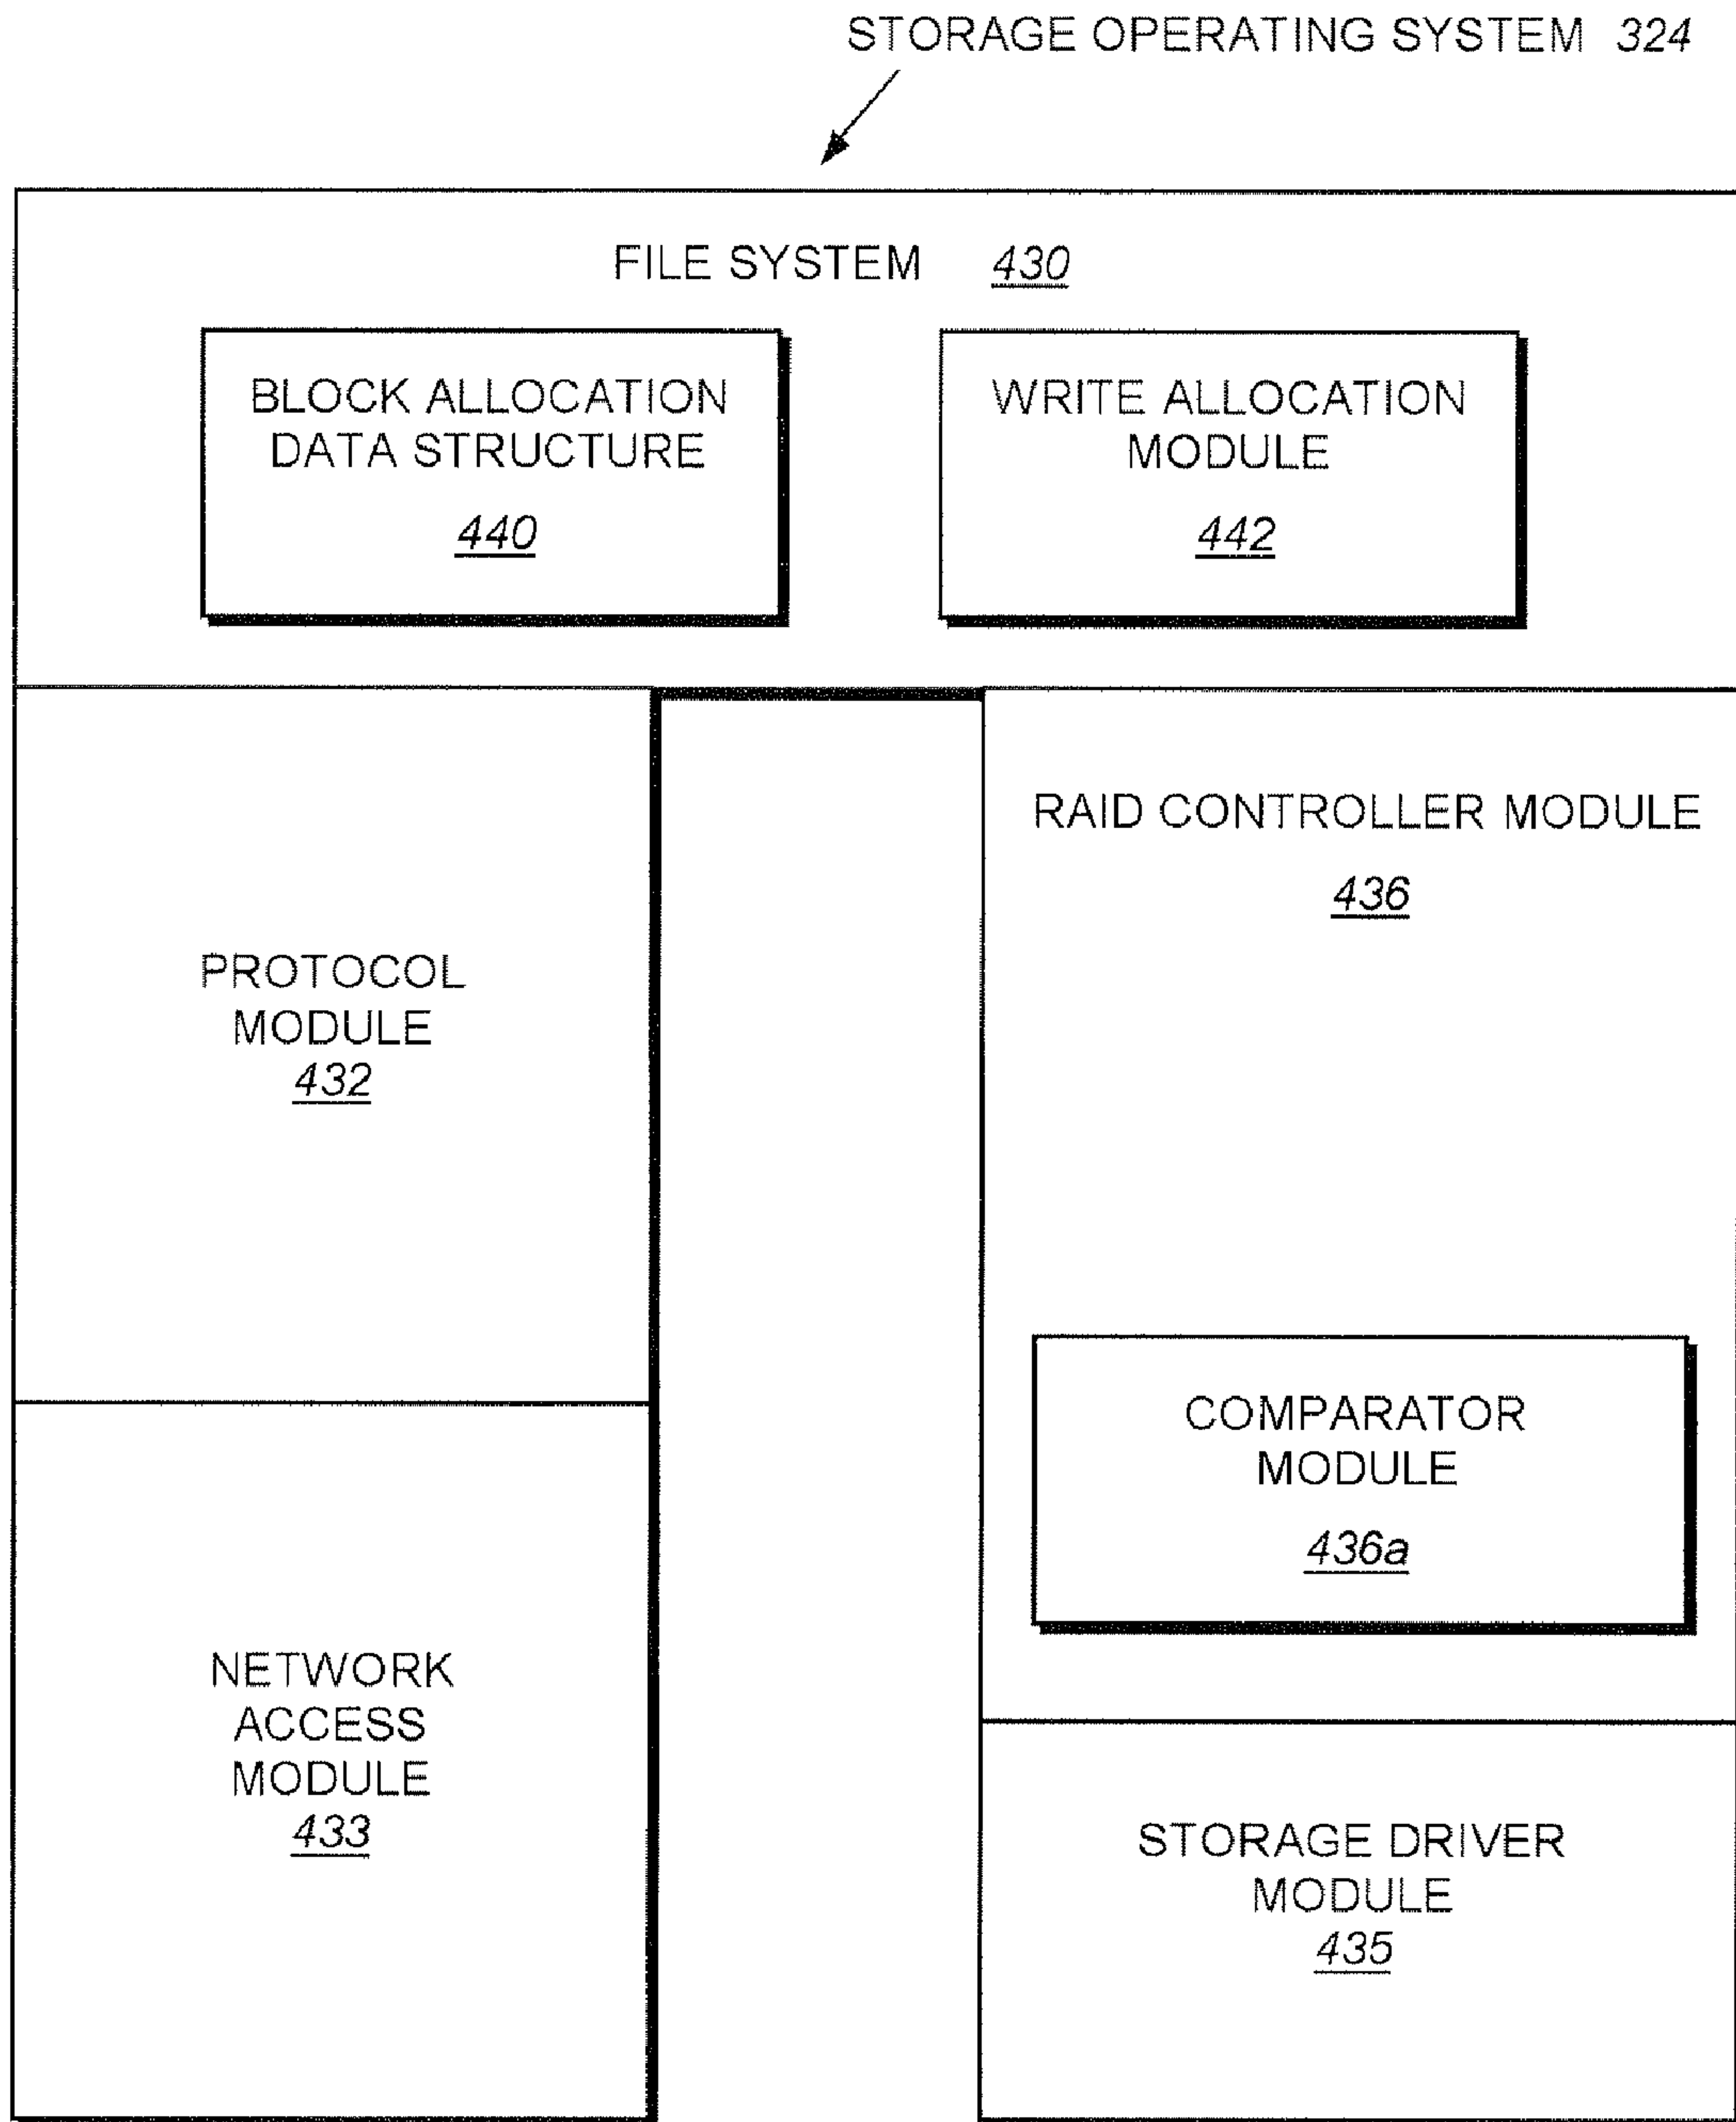 STORAGE OPERATING SYSTEM 324
FILE SYSTEM 430
BLOCK ALLOCATION
DATA STRUCTURE
440
WRITE ALLOCATION
MODULE
442
PROTOCOL
MODULE
432
NETWORK
ACCESS
MODULE
433
RAID CONTROLLER MODULE
436
COMPARATOR
MODULE
436a
STORAGE DRIVER
MODULE
435